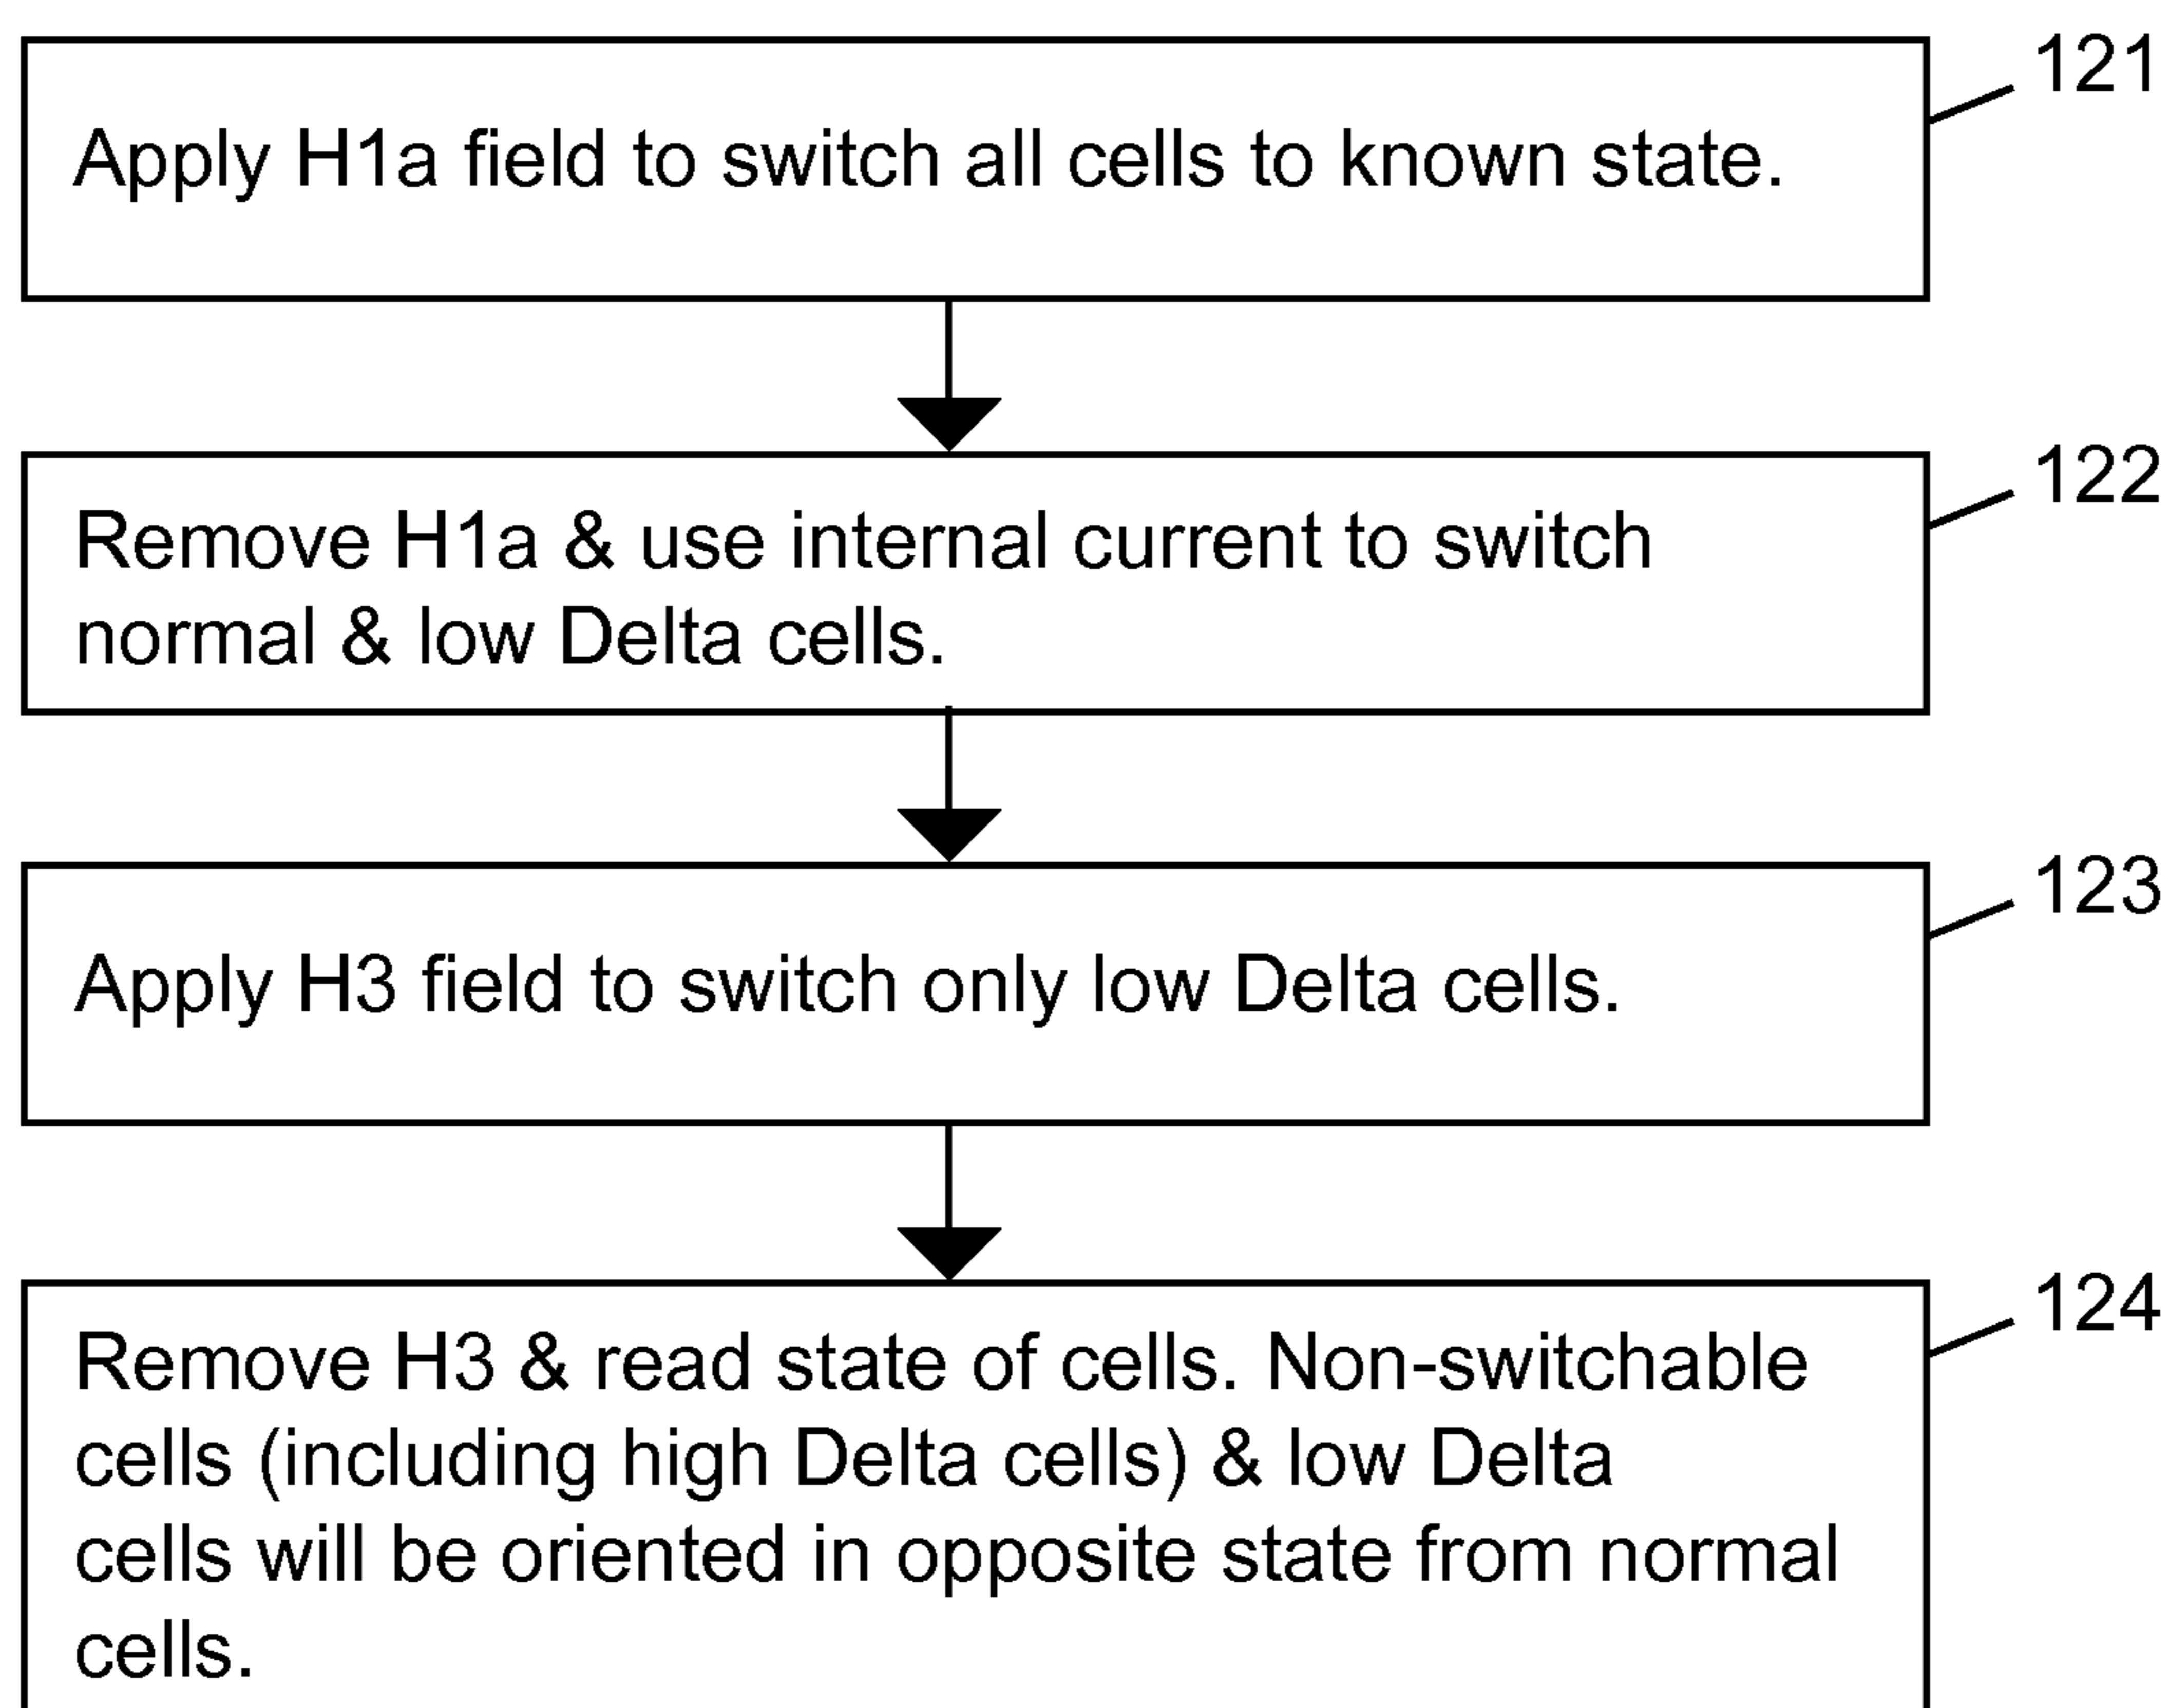 121
Apply H1a field to switch all cells to known state.
122
Remove H1a & use internal current to switch
normal & low Delta cells.
123
Apply H3 field to switch only low Delta cells.
124
Remove H3 & read state of cells. Non-switchable
cells (including high Delta cells) & low Delta
cells will be oriented in opposite state from normal
cells.